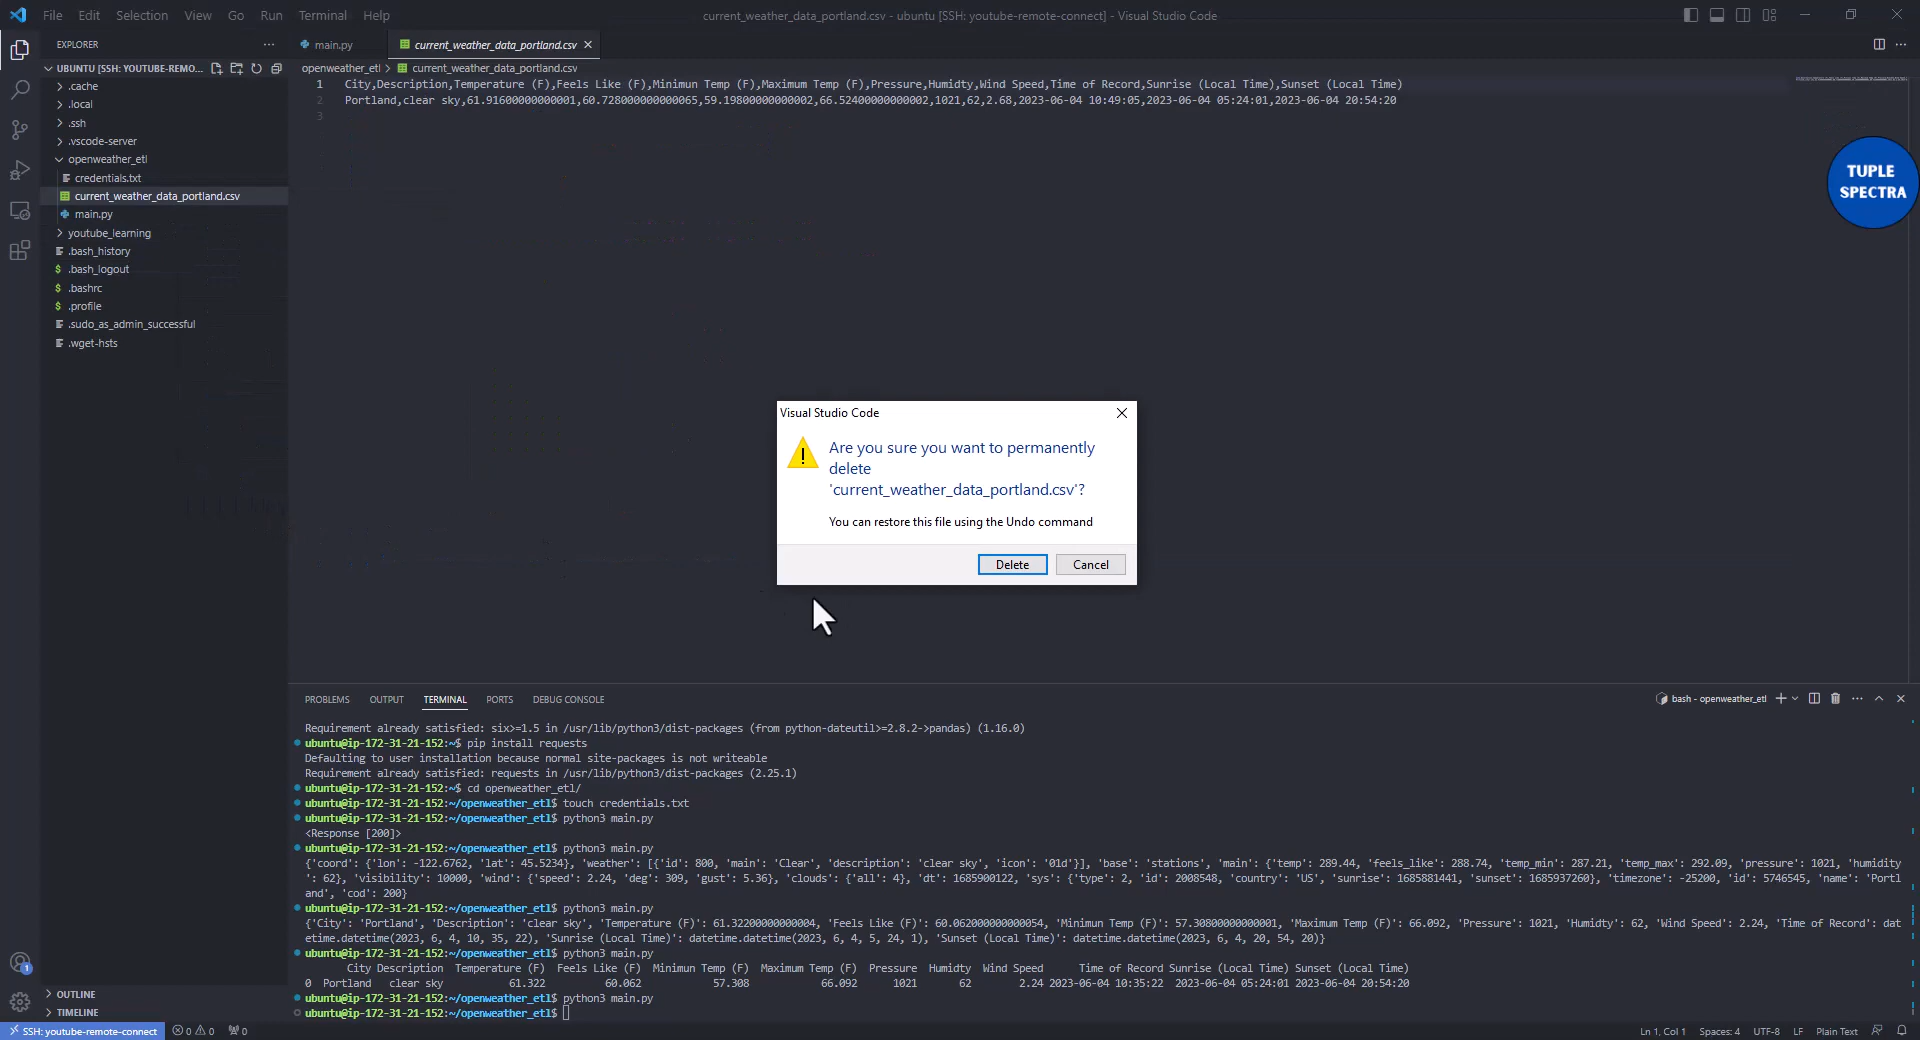 File Edit Selection View Go Run Terminal Help
current_weather_data_portland.csv - ubuntu [SSH: youtube-remote-connect] - Visual Studio Code
EXPLORER
UBUNTU [SSH: YOUTUBE-REMO...
.cache
.local
.ssh
.vscode-server
openweather_etl
credentials.txt
current_weather_data_portland.csv
main.py
youtube_learning
.bash_history
.bash_logout
.bashrc
.profile
.sudo_as_admin_successful
.wget-hsts
OUTLINE
TIMELINE
main.py
current_weather_data_portland.csv
openweather_etl > current_weather_data_portland.csv
1 City,Description,Temperature (F),Feels Like (F),Minimun Temp (F),Maximum Temp (F),Pressure,Humidty,Wind Speed,Time of Record,Sunrise (Local Time),Sunset (Local Time)
2 Portland,clear sky,61.91600000000001,60.728000000000065,59.19800000000002,66.52400000000002,1021,62,2.68,2023-06-04 10:49:05,2023-06-04 05:24:01,2023-06-04 20:54:20
3
TUPLE
SPECTRA
Visual Studio Code
Are you sure you want to permanently
delete
'current_weather_data_portland.csv'?
You can restore this file using the Undo command
Delete Cancel
PROBLEMS OUTPUT TERMINAL PORTS DEBUG CONSOLE
bash - openweather_etl
Requirement already satisfied: six>=1.5 in /usr/lib/python3/dist-packages (from python-dateutil>=2.8.2->pandas) (1.16.0)
ubuntu@ip-172-31-21-152:~$ pip install requests
Defaulting to user installation because normal site-packages is not writeable
Requirement already satisfied: requests in /usr/lib/python3/dist-packages (2.25.1)
ubuntu@ip-172-31-21-152:~$ cd openweather_etl/
ubuntu@ip-172-31-21-152:~/openweather_etl$ touch credentials.txt
ubuntu@ip-172-31-21-152:~/openweather_etl$ python3 main.py
<Response [200]>
ubuntu@ip-172-31-21-152:~/openweather_etl$ python3 main.py
{'coord': {'lon': -122.6762, 'lat': 45.5234}, 'weather': [{'id': 800, 'main': 'Clear', 'description': 'clear sky', 'icon': '01d'}], 'base': 'stations', 'main': {'temp': 289.44, 'feels_like': 288.74, 'temp_min': 287.21, 'temp_max': 292.09, 'pressure': 1021, 'humidity
': 62}, 'visibility': 10000, 'wind': {'speed': 2.24, 'deg': 309, 'gust': 5.36}, 'clouds': {'all': 4}, 'dt': 1685900122, 'sys': {'type': 2, 'id': 2008548, 'country': 'US', 'sunrise': 1685881441, 'sunset': 1685937260}, 'timezone': -25200, 'id': 5746545, 'name': 'Portl
and', 'cod': 200}
ubuntu@ip-172-31-21-152:~/openweather_etl$ python3 main.py
{'City': 'Portland', 'Description': 'clear sky', 'Temperature (F)': 61.32200000000004, 'Feels Like (F)': 60.062000000000054, 'Minimun Temp (F)': 57.30800000000001, 'Maximum Temp (F)': 66.092, 'Pressure': 1021, 'Humidty': 62, 'Wind Speed': 2.24, 'Time of Record': dat
etime.datetime(2023, 6, 4, 10, 35, 22), 'Sunrise (Local Time)': datetime.datetime(2023, 6, 4, 5, 24, 1), 'Sunset (Local Time)': datetime.datetime(2023, 6, 4, 20, 54, 20)}
ubuntu@ip-172-31-21-152:~/openweather_etl$ python3 main.py
City Description Temperature (F) Feels Like (F) Minimun Temp (F) Maximum Temp (F) Pressure Humidty Wind Speed Time of Record Sunrise (Local Time) Sunset (Local Time)
0 Portland clear sky 61.322 60.062 57.308 66.092 1021 62 2.24 2023-06-04 10:35:22 2023-06-04 05:24:01 2023-06-04 20:54:20
ubuntu@ip-172-31-21-152:~/openweather_etl$ python3 main.py
ubuntu@ip-172-31-21-152:~/openweather_etl$
1
SSH: youtube-remote-connect 0 0 0
Ln 1, Col 1 Spaces: 4 UTF-8 LF Plain Text